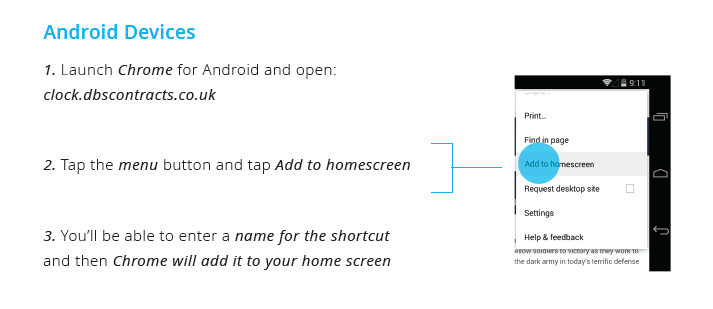 Android Devices
1. Launch Chrome for Android and open:
clock.dbscontracts.co.uk
2. Tap the menu button and tap Add to homescreen
3. You'll be able to enter a name for the shortcut
and then Chrome will add it to your home screen
9:11
Print...
Find in page
Add to homescreen
Request desktop site
Settings
Help & feedback
ellow soldiers to victory as they work to
the dark army in today's terrific defense